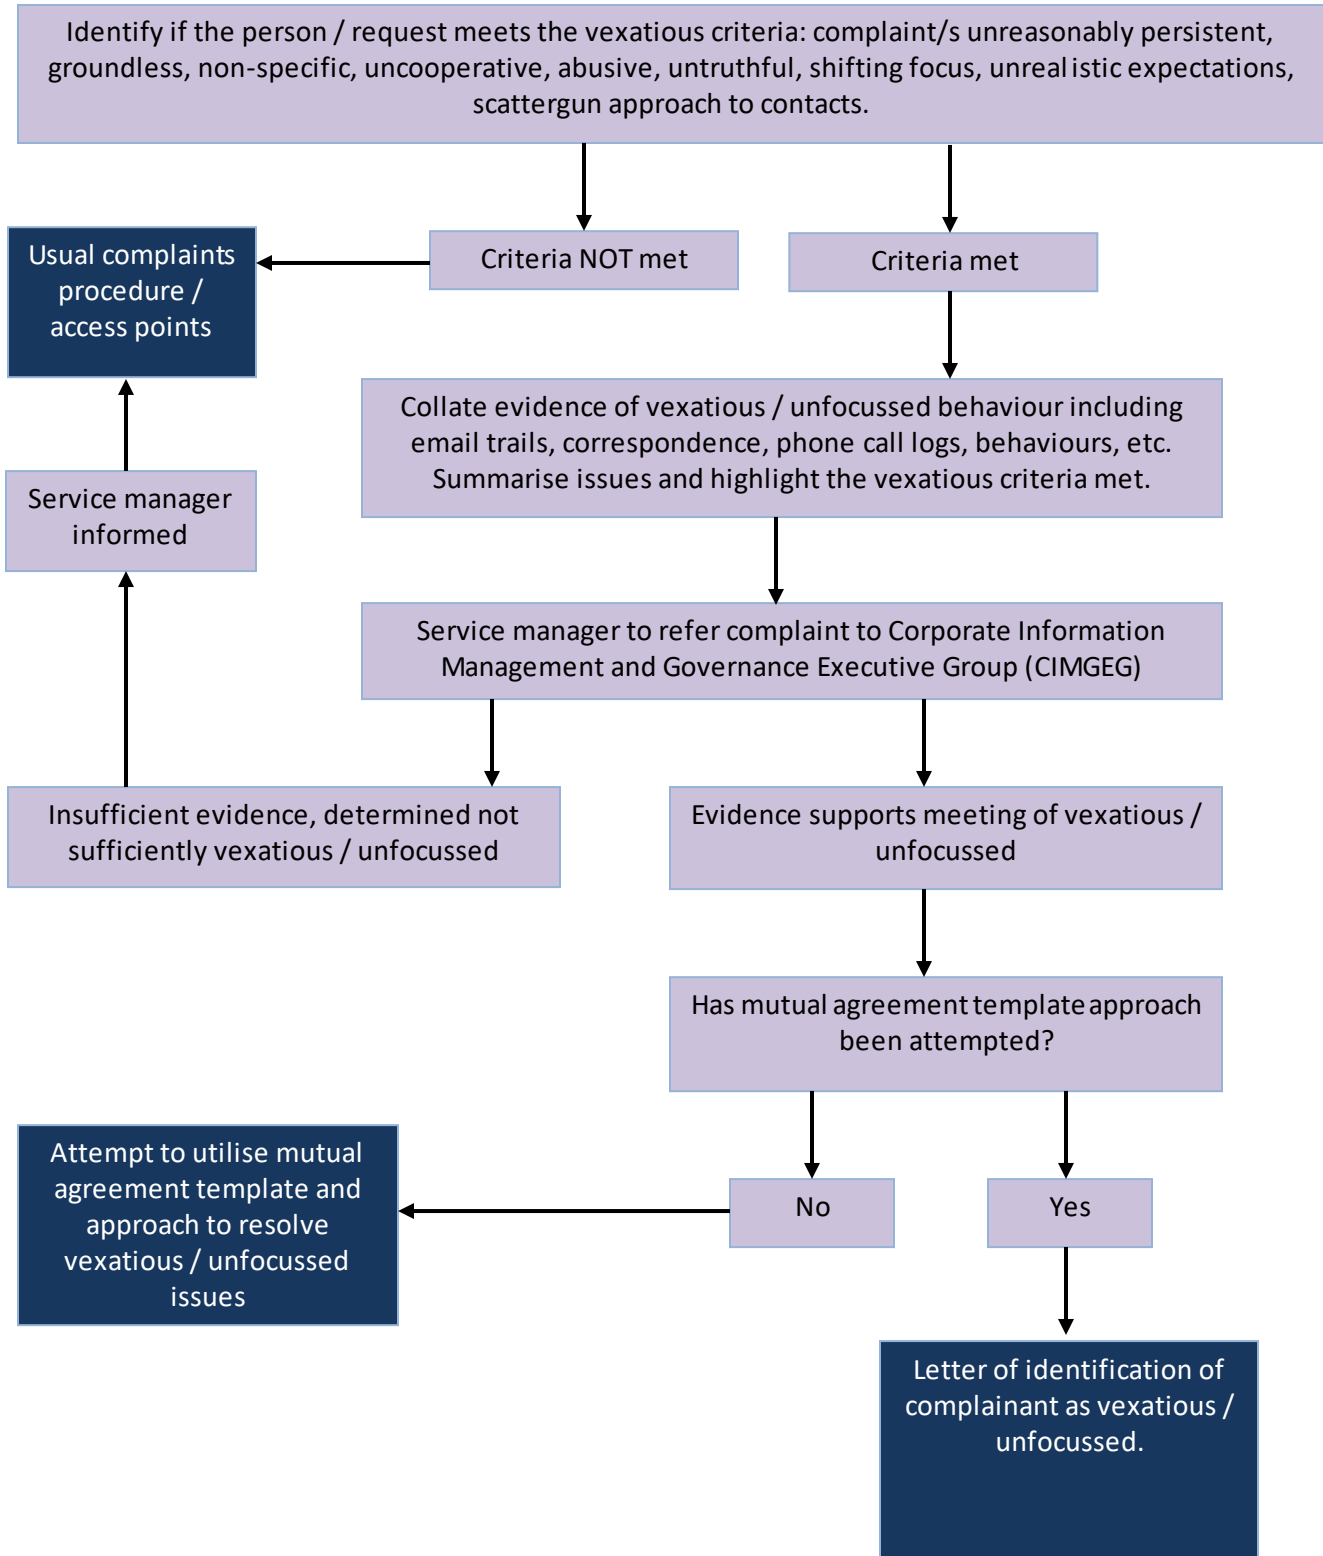 Identify if the person / request meets the vexatious criteria: complaint/s unreasonably persistent,
groundless, non-specific, uncooperative, abusive, untruthful, shifting focus, unrealistic expectations,
scattergun approach to contacts.
Usual complaints
procedure /
access points
Criteria NOT met
Criteria met
Collate evidence of vexatious / unfocussed behaviour including
email trails, correspondence, phone call logs, behaviours, etc.
Summarise issues and highlight the vexatious criteria met.
Service manager
informed
Service manager to refer complaint to Corporate Information
Management and Governance Executive Group (CIMGEG)
Insufficient evidence, determined not
sufficiently vexatious / unfocussed
Evidence supports meeting of vexatious /
unfocussed
Has mutual agreement template approach
been attempted?
Attempt to utilise mutual
agreement template and
approach to resolve
vexatious / unfocussed
issues
No
Yes
Letter of identification of
complainant as vexatious /
unfocussed.